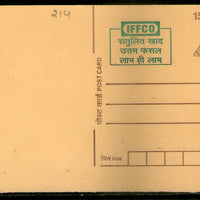 214
IFFCO
संतुलित खाद
उत्तम फसल
लाभ ही लाभ
15
पोस्ट कार्ड POST CARD
पिन PIN